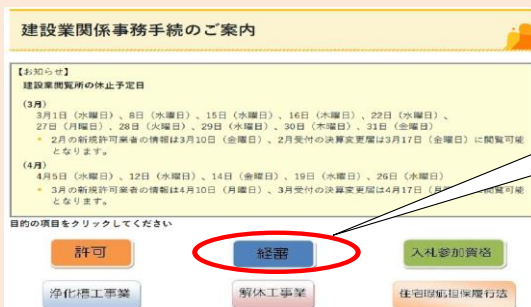 建設業関係事務手続のご案内
【お知らせ】
建設業閲覧所の休止予定日
(3月)
3月1日（水曜日）、8日（水曜日）、15日（水曜日）、16日（木曜日）、22日（水曜日）、
27日（月曜日）、28日（火曜日）、29日（水曜日）、30日（木曜日）、31日（金曜日）
• 2月の新規許可業者の情報は3月10日（金曜日）、2月受付の決算変更届は3月17日（金曜日）に閲覧可能
となります。
(4月)
4月5日（水曜日）、12日（水曜日）、14日（金曜日）、19日（水曜日）、26日（水曜日）
• 3月の新規許可業者の情報は4月10日（月曜日）、3月受付の決算変更届は4月17日（月 閲覧可能
となります。
目的の項目をクリックしてください
許可
経審
入札参加資格
浄化槽工事業
解体工事業
住宅瑕疵担保履行法